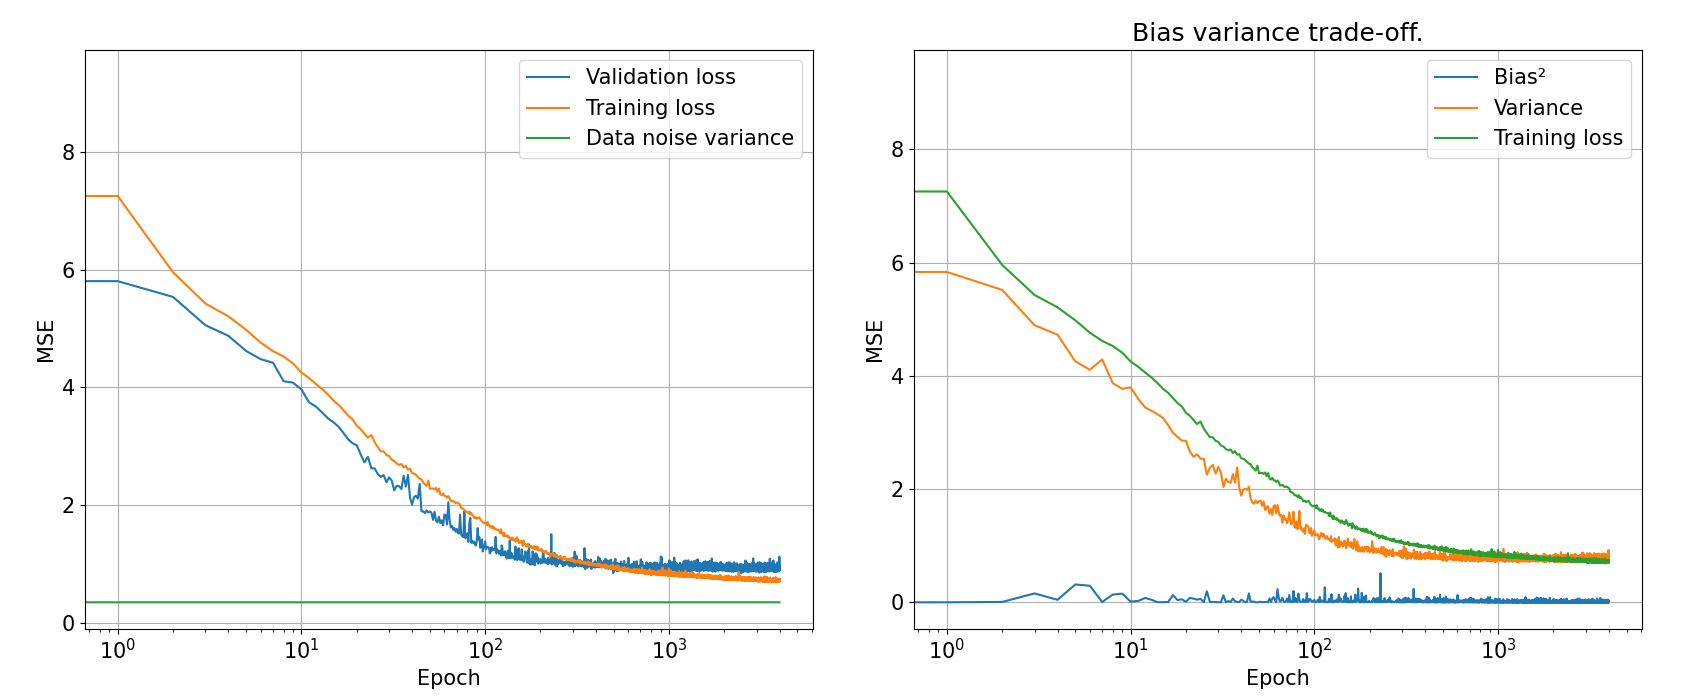 Validation loss
Training loss
Data noise variance
8
6
4
2
0
MSE
10⁰ 10¹ 10² 10³
Epoch
Bias variance trade-off.
Bias²
Variance
Training loss
8
6
4
2
0
MSE
10⁰ 10¹ 10² 10³
Epoch